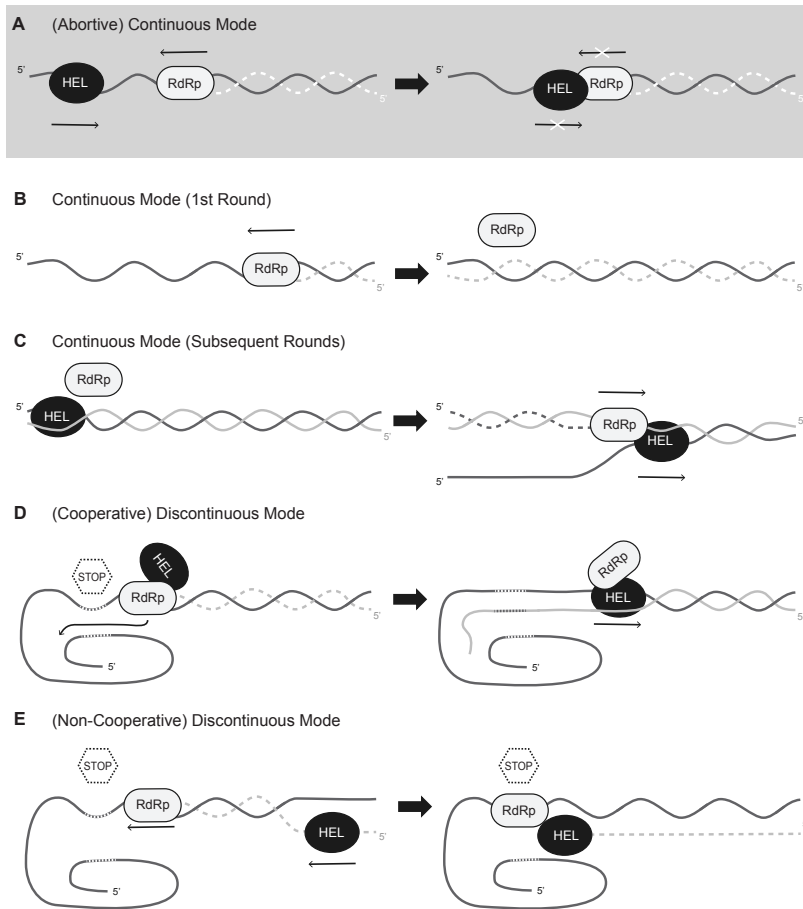 A (Abortive) Continuous Mode
5’ HEL RdRp 5’ HEL RdRp 5’
5’
B Continuous Mode (1st Round)
RdRp
5’ RdRp 5’ 5’ 5’
C Continuous Mode (Subsequent Rounds)
RdRp
5’ HEL 5’ 5’ RdRp HEL 5’
5’
D (Cooperative) Discontinuous Mode
STOP HEL RdRp
RdRp 5’ HEL 5’
5’ 5’
E (Non-Cooperative) Discontinuous Mode
STOP STOP
RdRp RdRp
HEL 5’ HEL
5’ 5’